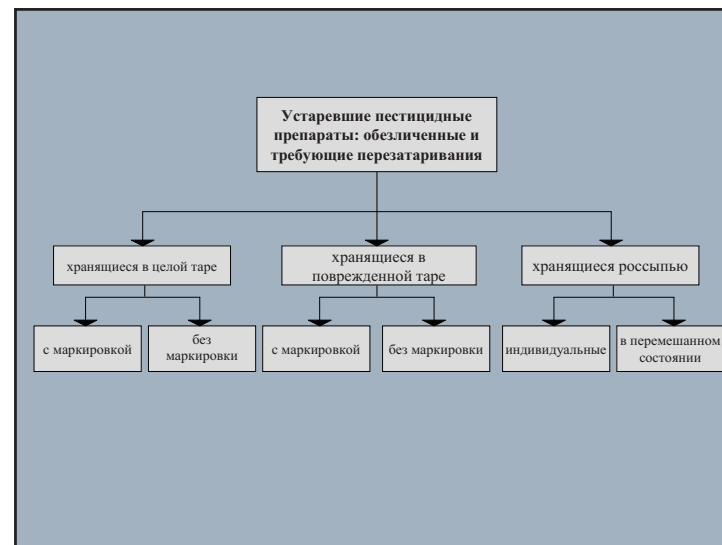 Устаревшие пестицидные
препараты: обезличенные и
требующие перезатаривания
хранящиеся в целой таре
хранящиеся в
поврежденной таре
хранящиеся россыпью
с маркировкой
без
маркировки
с маркировкой
без маркировки
индивидуальные
в перемешанном
состоянии